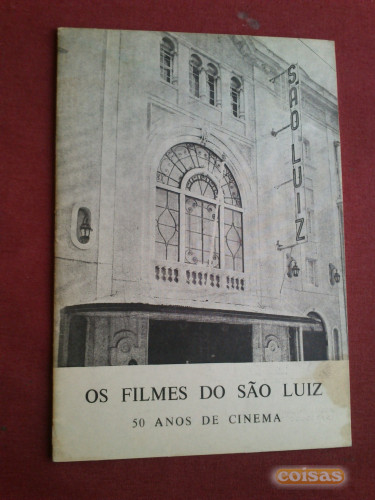 SÃO LUIZ
OS FILMES DO SÃO LUIZ
50 ANOS DE CINEMA
coisas